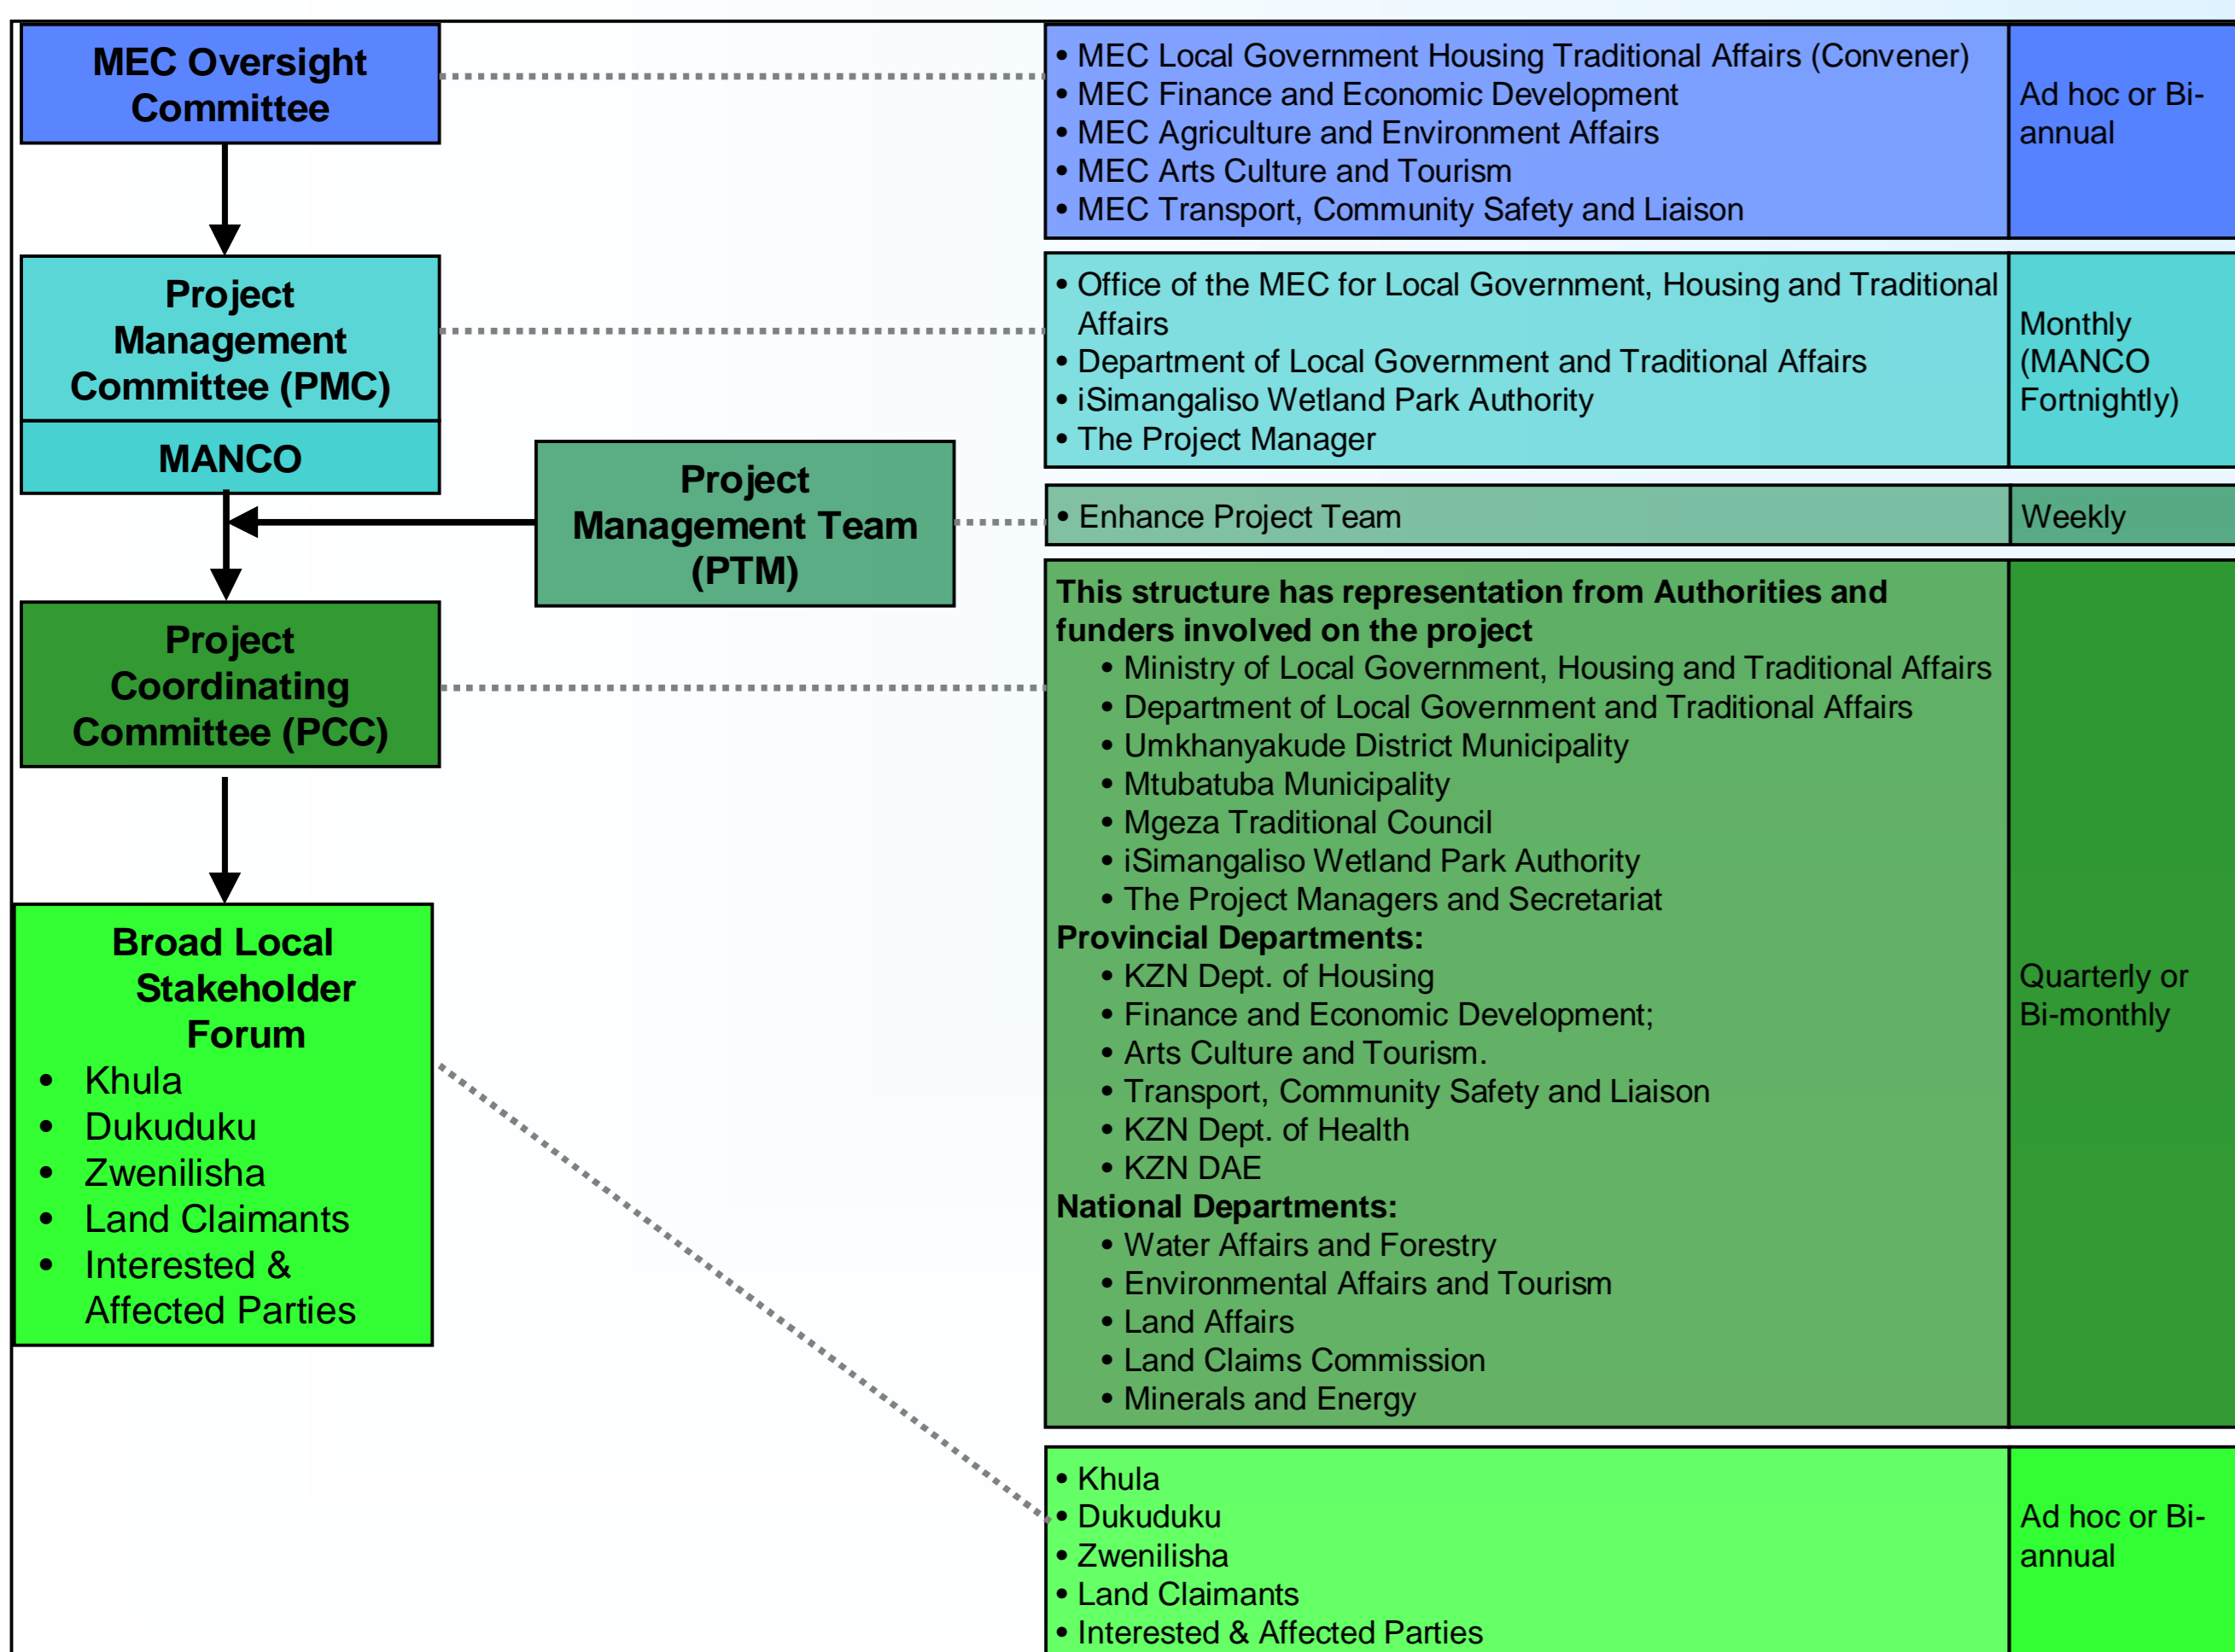 MEC Oversight
Committee
• MEC Local Government Housing Traditional Affairs (Convener)
• MEC Finance and Economic Development
• MEC Agriculture and Environment Affairs
• MEC Arts Culture and Tourism
• MEC Transport, Community Safety and Liaison
Ad hoc or Bi-
annual
Project
Management
Committee (PMC)
MANCO
• Office of the MEC for Local Government, Housing and Traditional
Affairs
• Department of Local Government and Traditional Affairs
• iSimangaliso Wetland Park Authority
• The Project Manager
Monthly
(MANCO
Fortnightly)
Project
Management Team
(PTM)
• Enhance Project Team
Weekly
Project
Coordinating
Committee (PCC)
This structure has representation from Authorities and
funders involved on the project
• Ministry of Local Government, Housing and Traditional Affairs
• Department of Local Government and Traditional Affairs
• Umkhanyakude District Municipality
• Mtubatuba Municipality
• Mgeza Traditional Council
• iSimangaliso Wetland Park Authority
• The Project Managers and Secretariat
Provincial Departments:
• KZN Dept. of Housing
• Finance and Economic Development;
• Arts Culture and Tourism.
• Transport, Community Safety and Liaison
• KZN Dept. of Health
• KZN DAE
National Departments:
• Water Affairs and Forestry
• Environmental Affairs and Tourism
• Land Affairs
• Land Claims Commission
• Minerals and Energy
Quarterly or
Bi-monthly
Broad Local
Stakeholder
Forum
• Khula
• Dukuduku
• Zwenilisha
• Land Claimants
• Interested &
Affected Parties
• Khula
• Dukuduku
• Zwenilisha
• Land Claimants
• Interested & Affected Parties
Ad hoc or Bi-
annual